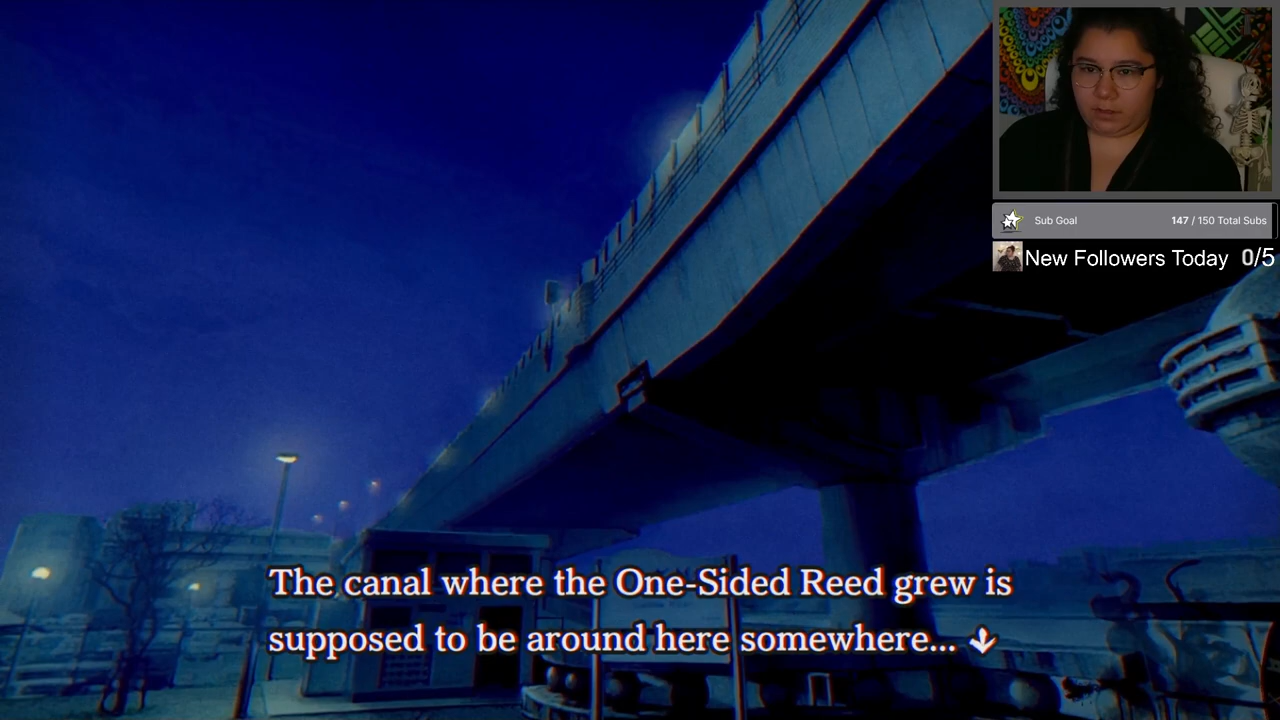 Sub Goal 147 / 150 Total Subs
New Followers Today 0/5
The canal where the One-Sided Reed grew is
supposed to be around here somewhere...